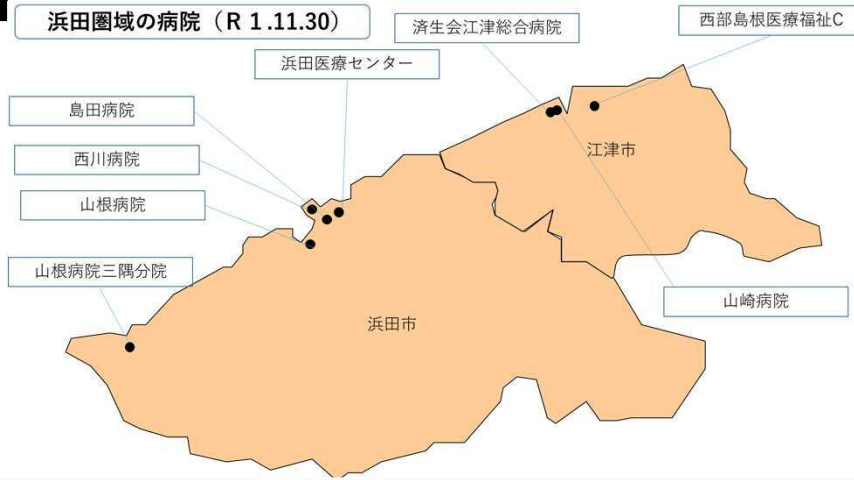 浜田圏域の病院（Ｒ１.11.30）
済生会江津総合病院
西部島根医療福祉C
浜田医療センター
島田病院
西川病院
山根病院
山根病院三隅分院
江津市
山崎病院
浜田市